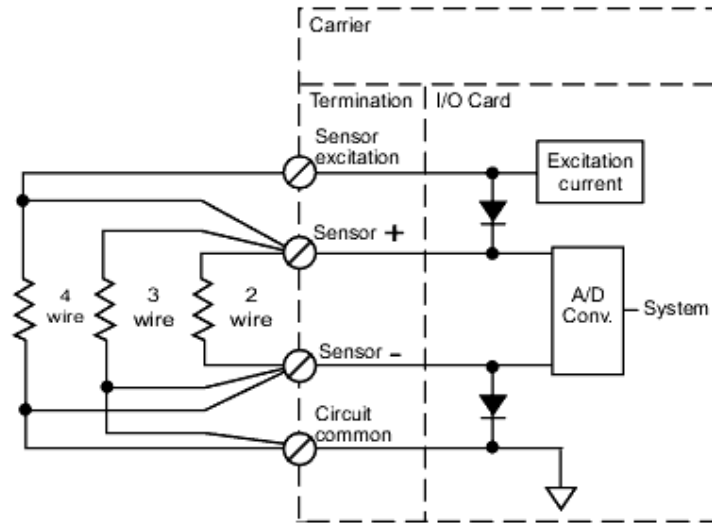 Carrier
Termination
I/O Card
Sensor
excitation
Excitation
current
Sensor +
4
wire
3
wire
2
wire
A/D
Conv.
System
Sensor -
Circuit
common